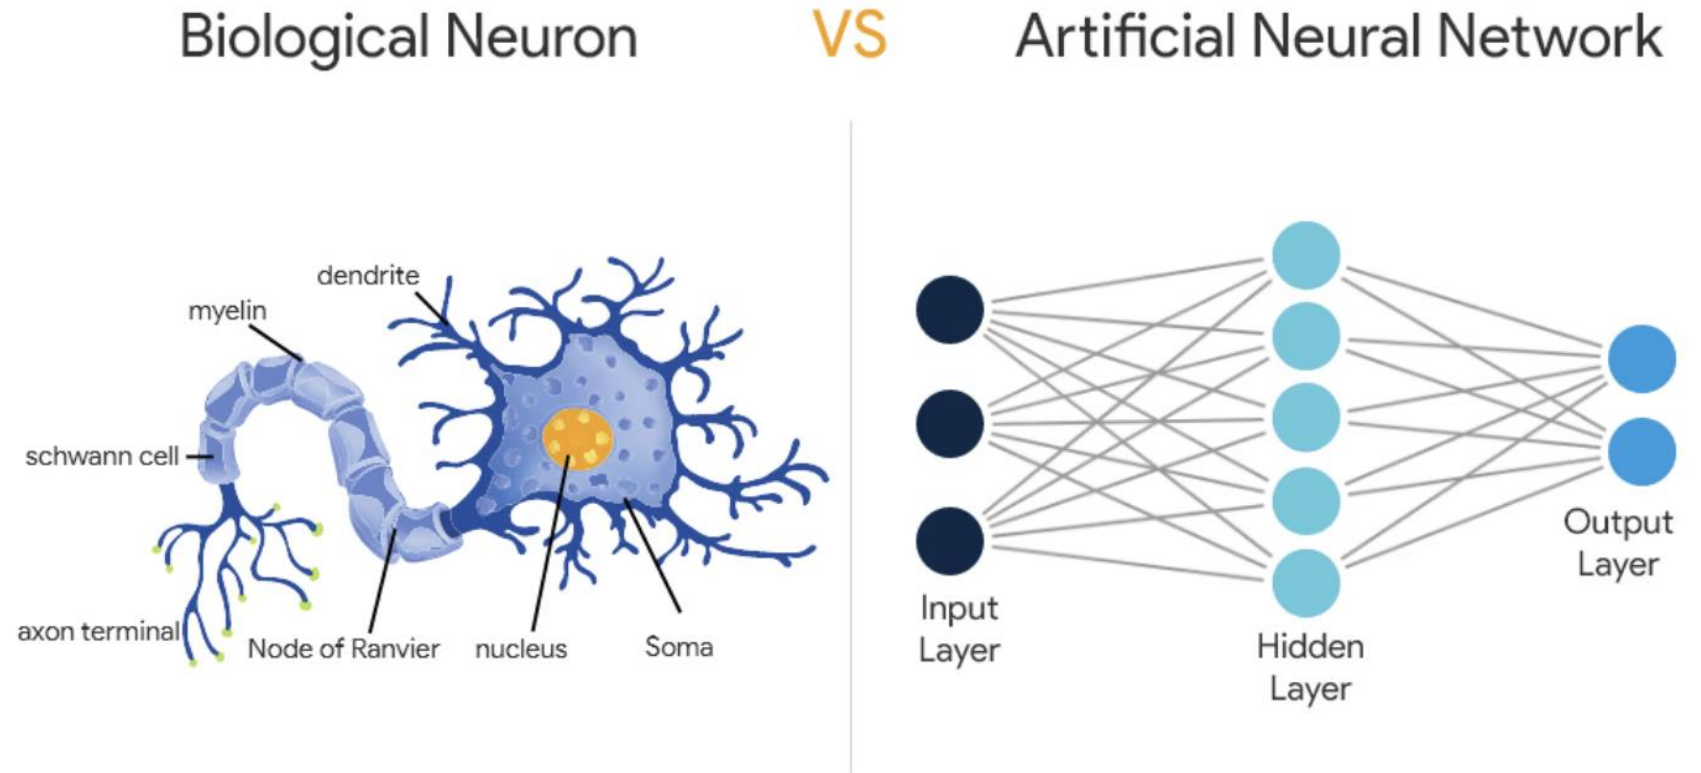 Biological Neuron
VS
Artificial Neural Network
dendrite
myelin
schwann cell
axon terminal
Node of Ranvier
nucleus
Soma
Input
Layer
Hidden
Layer
Output
Layer